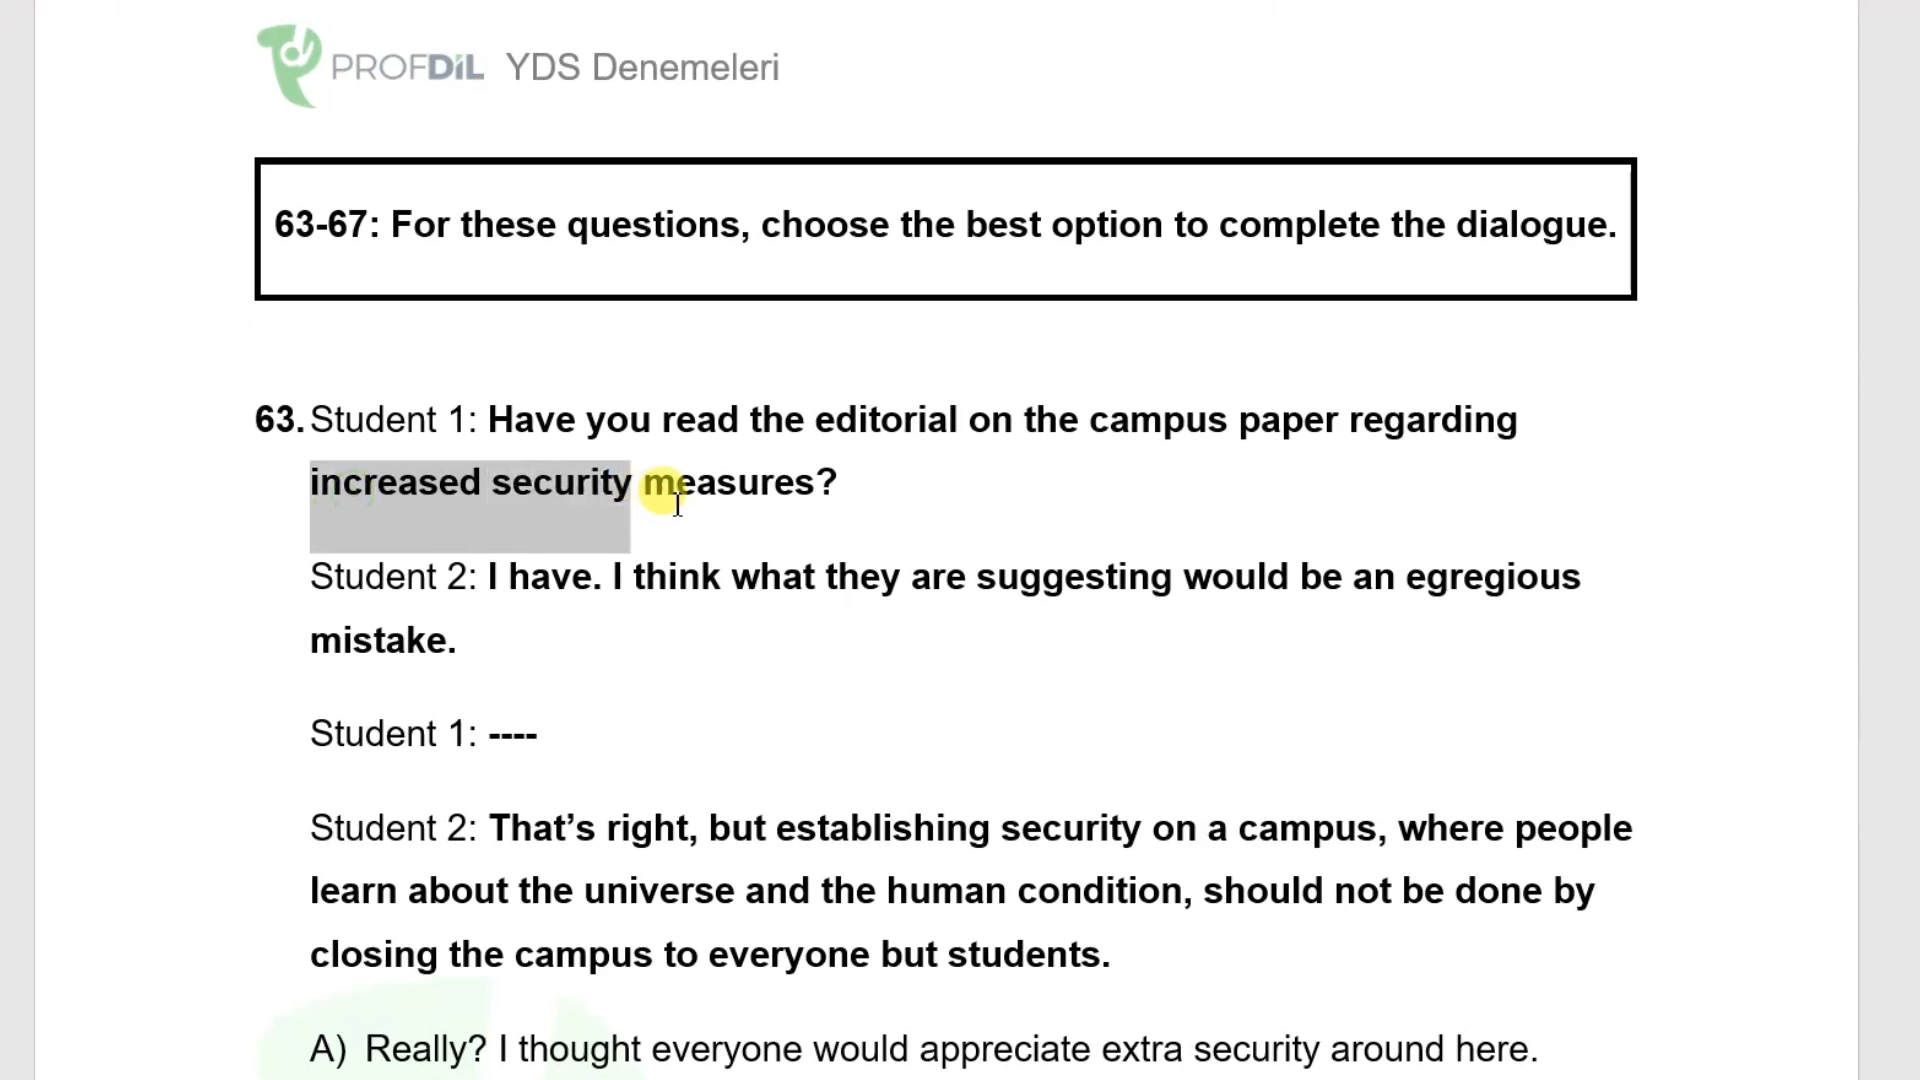 PROFDİL YDS Denemeleri
63-67: For these questions, choose the best option to complete the dialogue.
63. Student 1: Have you read the editorial on the campus paper regarding
increased security measures?
Student 2: I have. I think what they are suggesting would be an egregious
mistake.
Student 1: ----
Student 2: That’s right, but establishing security on a campus, where people
learn about the universe and the human condition, should not be done by
closing the campus to everyone but students.
A) Really? I thought everyone would appreciate extra security around here.